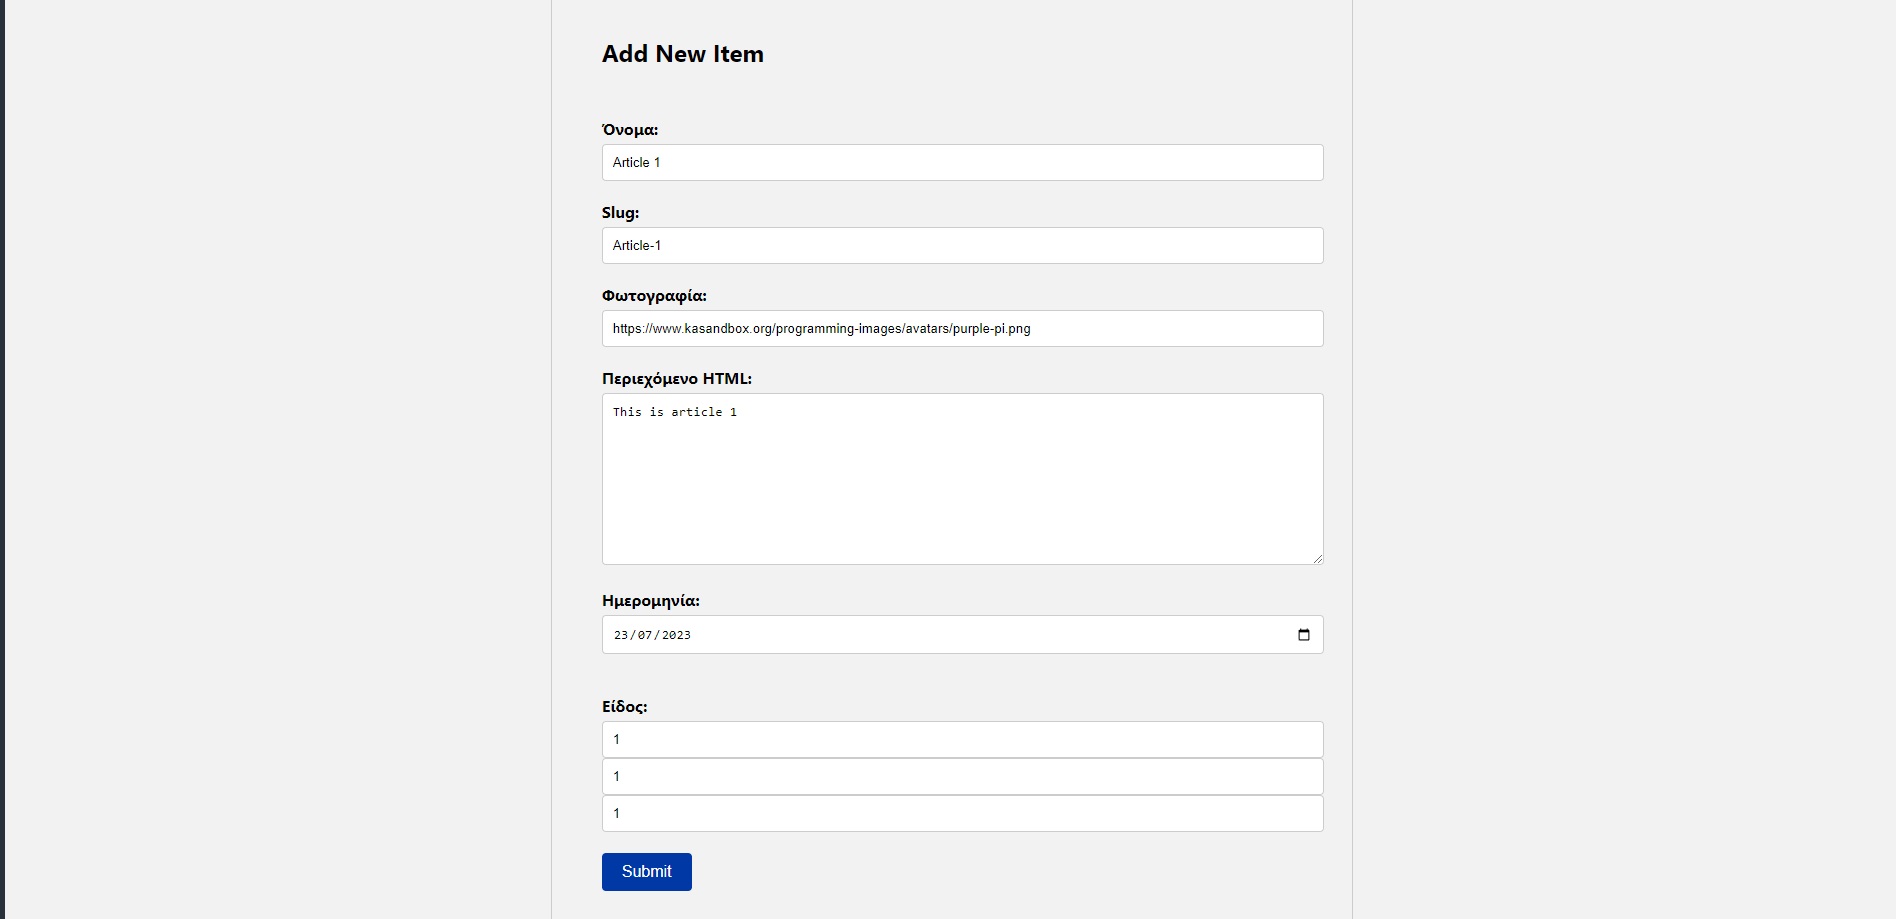 Add New Item
Όνομα:
Article 1
Slug:
Article-1
Φωτογραφία:
https://www.kasandbox.org/programming-images/avatars/purple-pi.png
Περιεχόμενο HTML:
This is article 1
Ημερομηνία:
23/07/2023
Είδος:
1
1
1
Submit